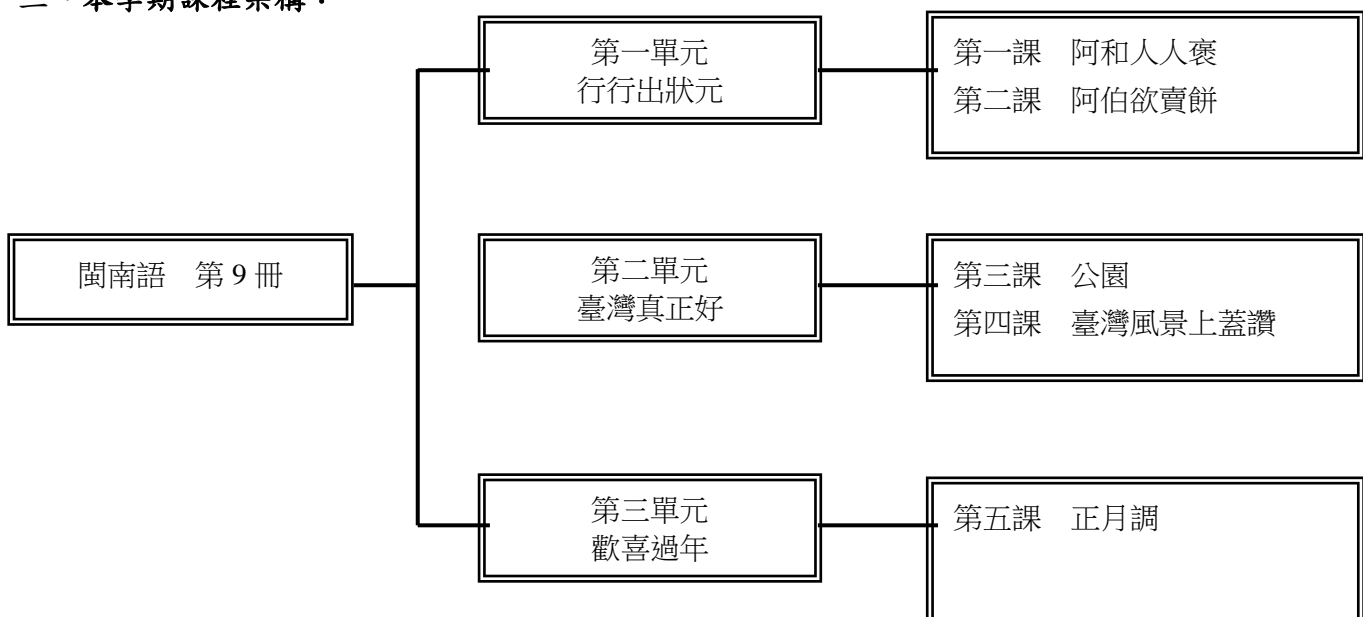 第一單元
行行出狀元
第一課 阿和人人褒
第二課 阿伯欲賣餅
閩南語 第 9 冊
第二單元
臺灣真正好
第三課 公園
第四課 臺灣風景上蓋讚
第三單元
歡喜過年
第五課 正月調